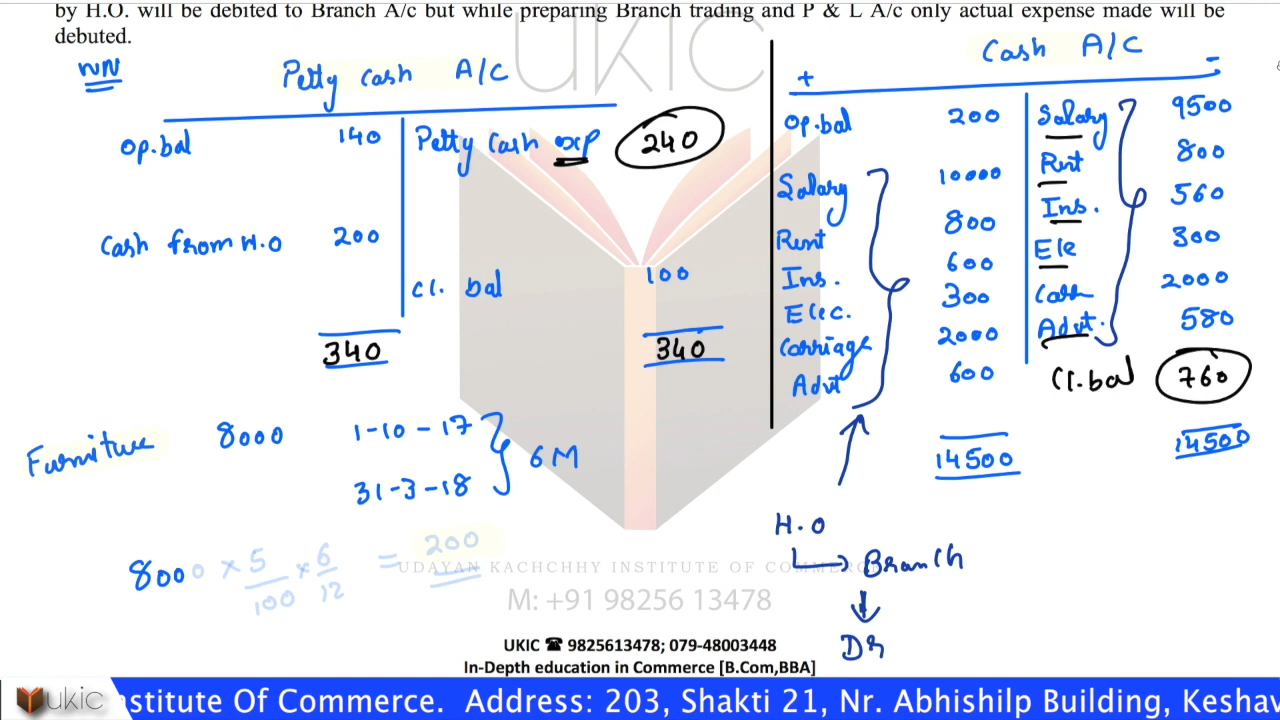 by H.O. will be debited to Branch A/c but while preparing Branch trading and P & L A/c only actual expense made will be
debuted.
WN
Petty Cash A/C
Op.bal 140 Petty Cash exp 240
Cash from H.O 200
Cl. bal 100
340 340
Cash A/C
+ -
Op.bal 200 Salary 9500
Salary 10000 Rent 800
Rent 800 Ins. 560
Ins. 600 Ele 300
Elec. 300 2000
Carriage 2000 Advt. 580
Advt 600 Cl.bal 760
14500 14500
Furniture 8000 1-10-17
31-3-18
6M
8000 × 5/100 × 6/12 = 200
H.O
Branch
Dr
UKIC
UDAYAN KACHCHHY INSTITUTE OF COMMERCE
M: +91 98256 13478
UKIC ☎ 9825613478; 079-48003448
In-Depth education in Commerce [B.Com,BBA]
ukic
stitute Of Commerce. Address: 203, Shakti 21, Nr. Abhishilp Building, Keshav